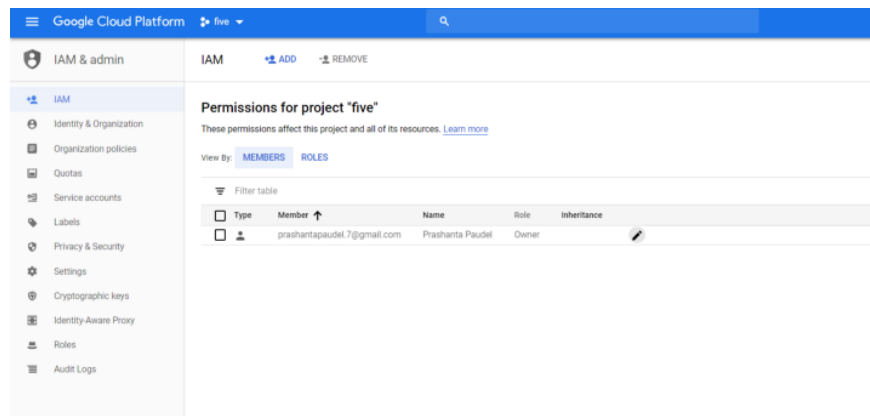 Google Cloud Platform five
IAM & admin
IAM ADD REMOVE
IAM
Identity & Organization
Organization policies
Quotas
Service accounts
Labels
Privacy & Security
Settings
Cryptographic keys
Identity-Aware Proxy
Roles
Audit Logs
Permissions for project "five"
These permissions affect this project and all of its resources. Learn more
View By: MEMBERS ROLES
Filter table
Type Member Name Role Inheritance
prashantapaudel.7@gmail.com Prashanta Paudel Owner